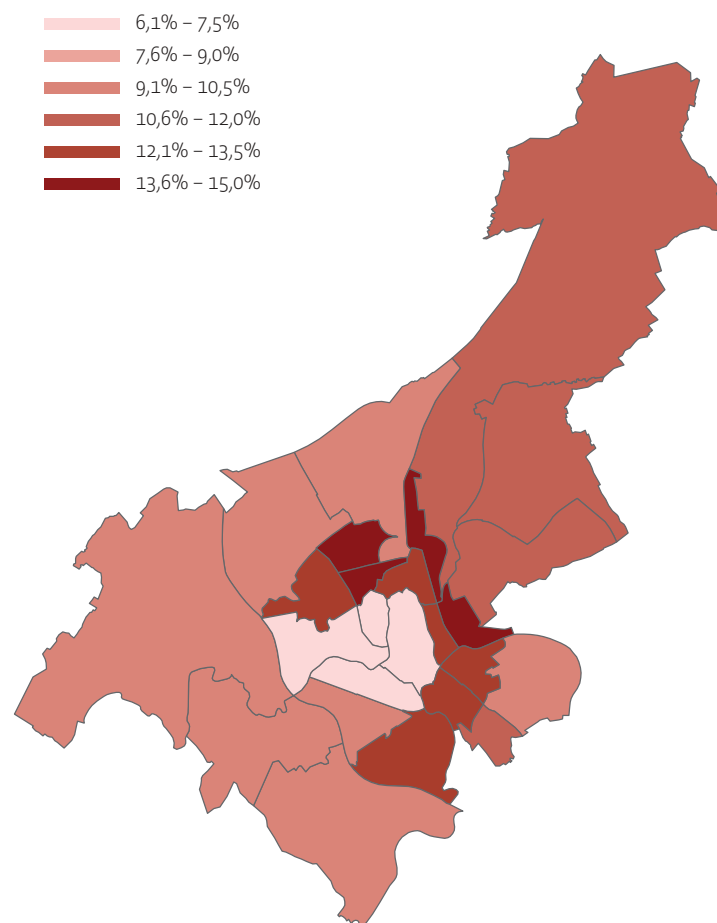 6,1% – 7,5%
7,6% – 9,0%
9,1% – 10,5%
10,6% – 12,0%
12,1% – 13,5%
13,6% – 15,0%